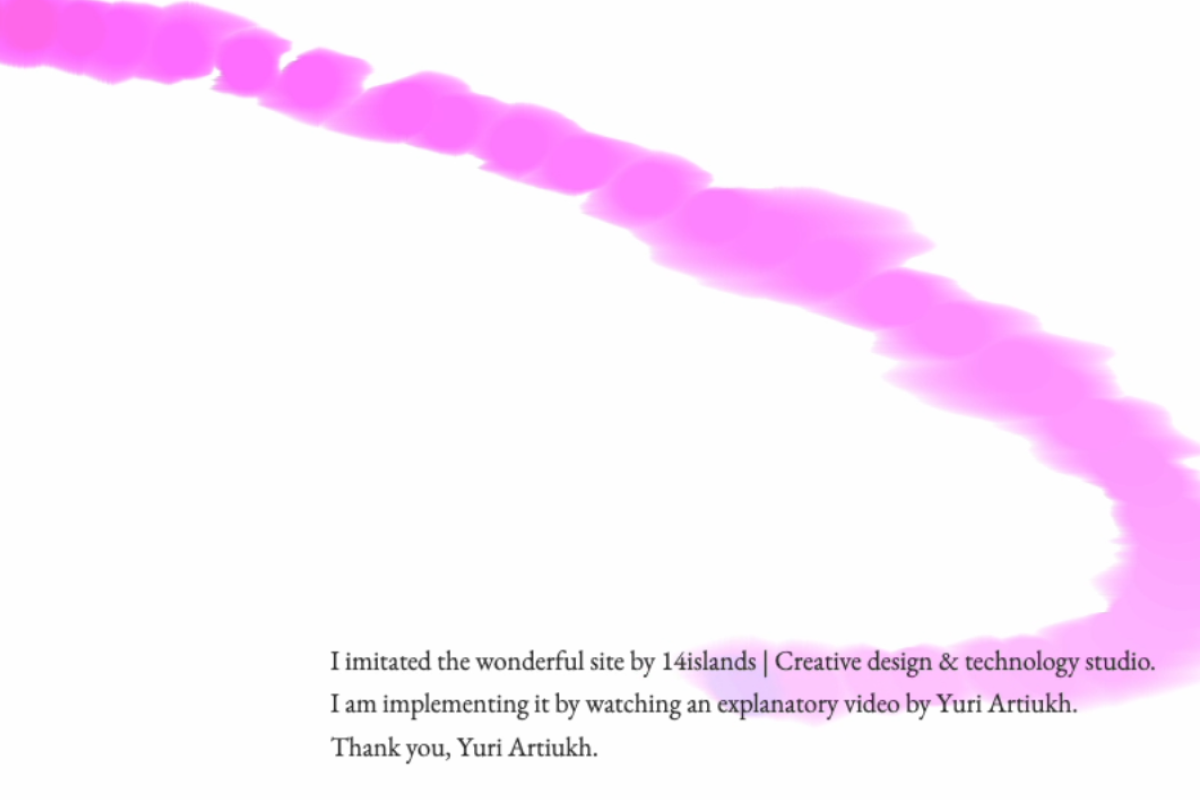 I imitated the wonderful site by 14islands | Creative design & technology studio.
I am implementing it by watching an explanatory video by Yuri Artiukh.
Thank you, Yuri Artiukh.